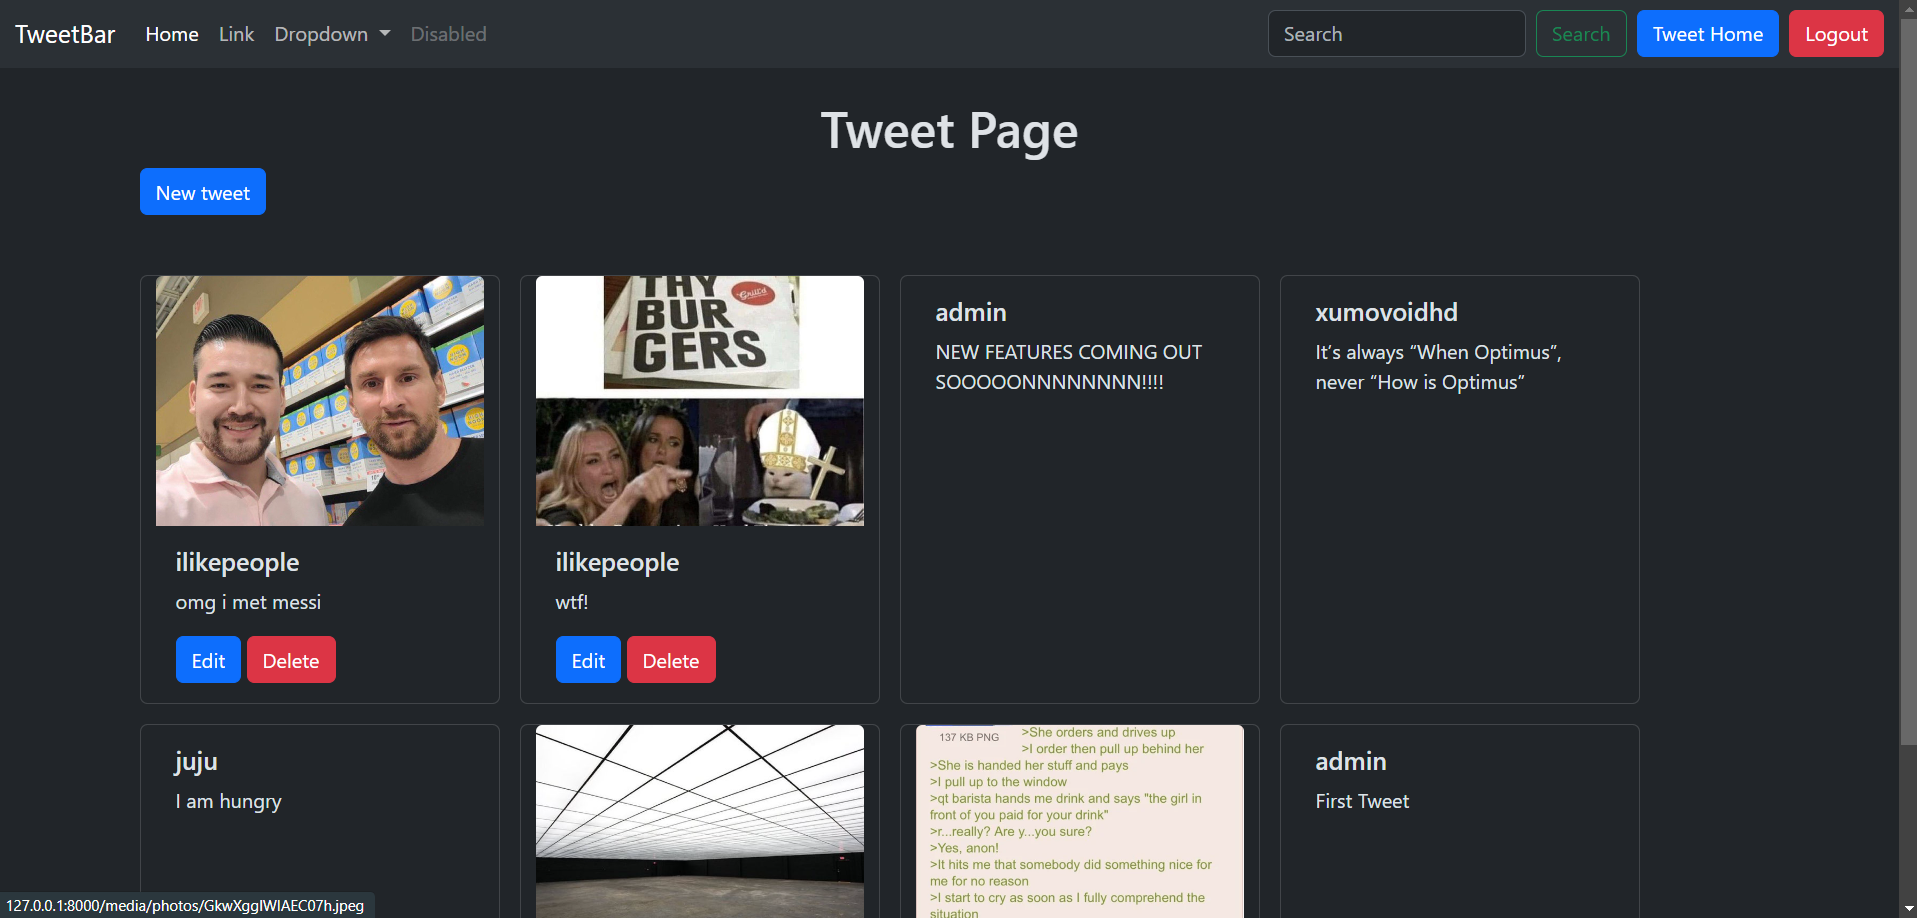 TweetBar Home Link Dropdown Disabled Search Search Tweet Home Logout
Tweet Page
New tweet
THY
BUR
GERS
Grill'd
ilikepeople
omg i met messi
Edit Delete
ilikepeople
wtf!
Edit Delete
admin
NEW FEATURES COMING OUT
SOOOOONNNNNNNN!!!!
xumovoidhd
It’s always “When Optimus”,
never “How is Optimus”
juju
I am hungry
137 KB PNG
>She orders and drives up
>I order then pull up behind her
>She is handed her stuff and pays
>I pull up to the window
>qt barista hands me drink and says "the girl in
front of you paid for your drink"
>r...really? Are y...you sure?
>Yes, anon!
>It hits me that somebody did something nice for
me for no reason
>I start to cry as soon as I fully comprehend the
situation
admin
First Tweet
127.0.0.1:8000/media/photos/GkwXggIWIAEC07h.jpeg